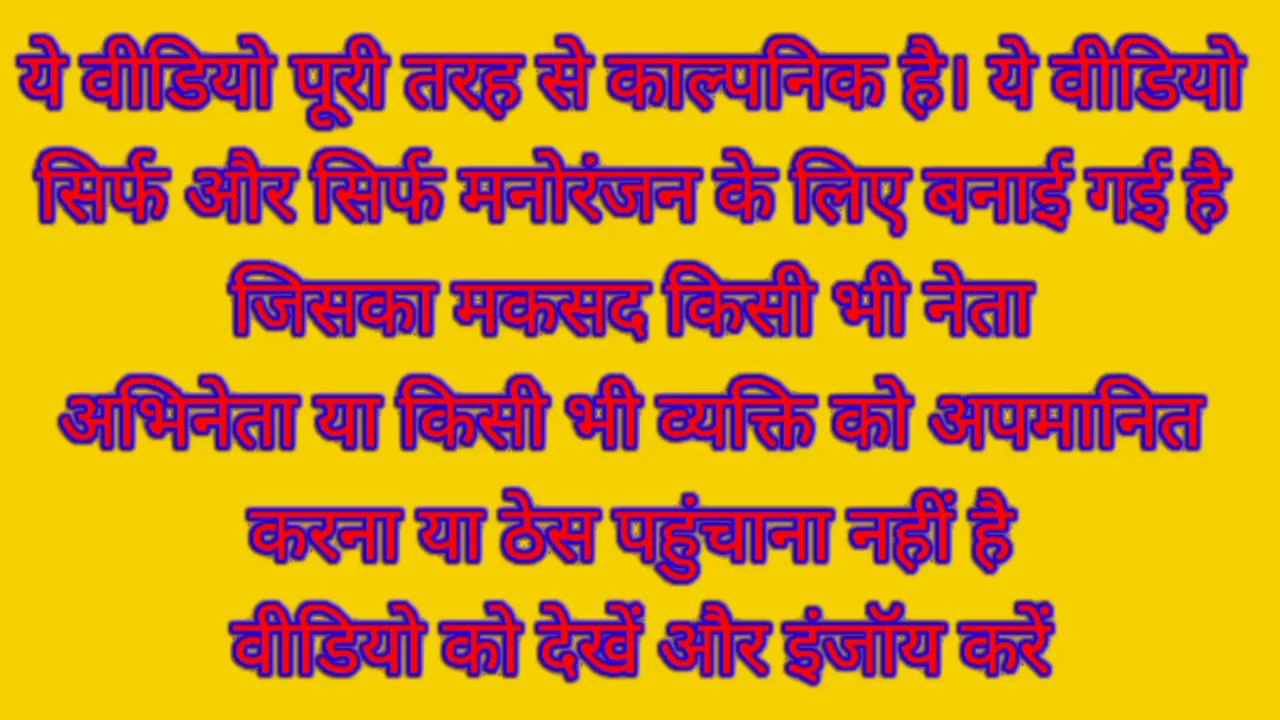 ये वीडियो पूरी तरह से काल्पनिक है। ये वीडियो
सिर्फ और सिर्फ मनोरंजन के लिए बनाई गई है
जिसका मकसद किसी भी नेता
अभिनेता या किसी भी व्यक्ति को अपमानित
करना या ठेस पहुंचाना नहीं है
वीडियो को देखें और इंजॉय करें